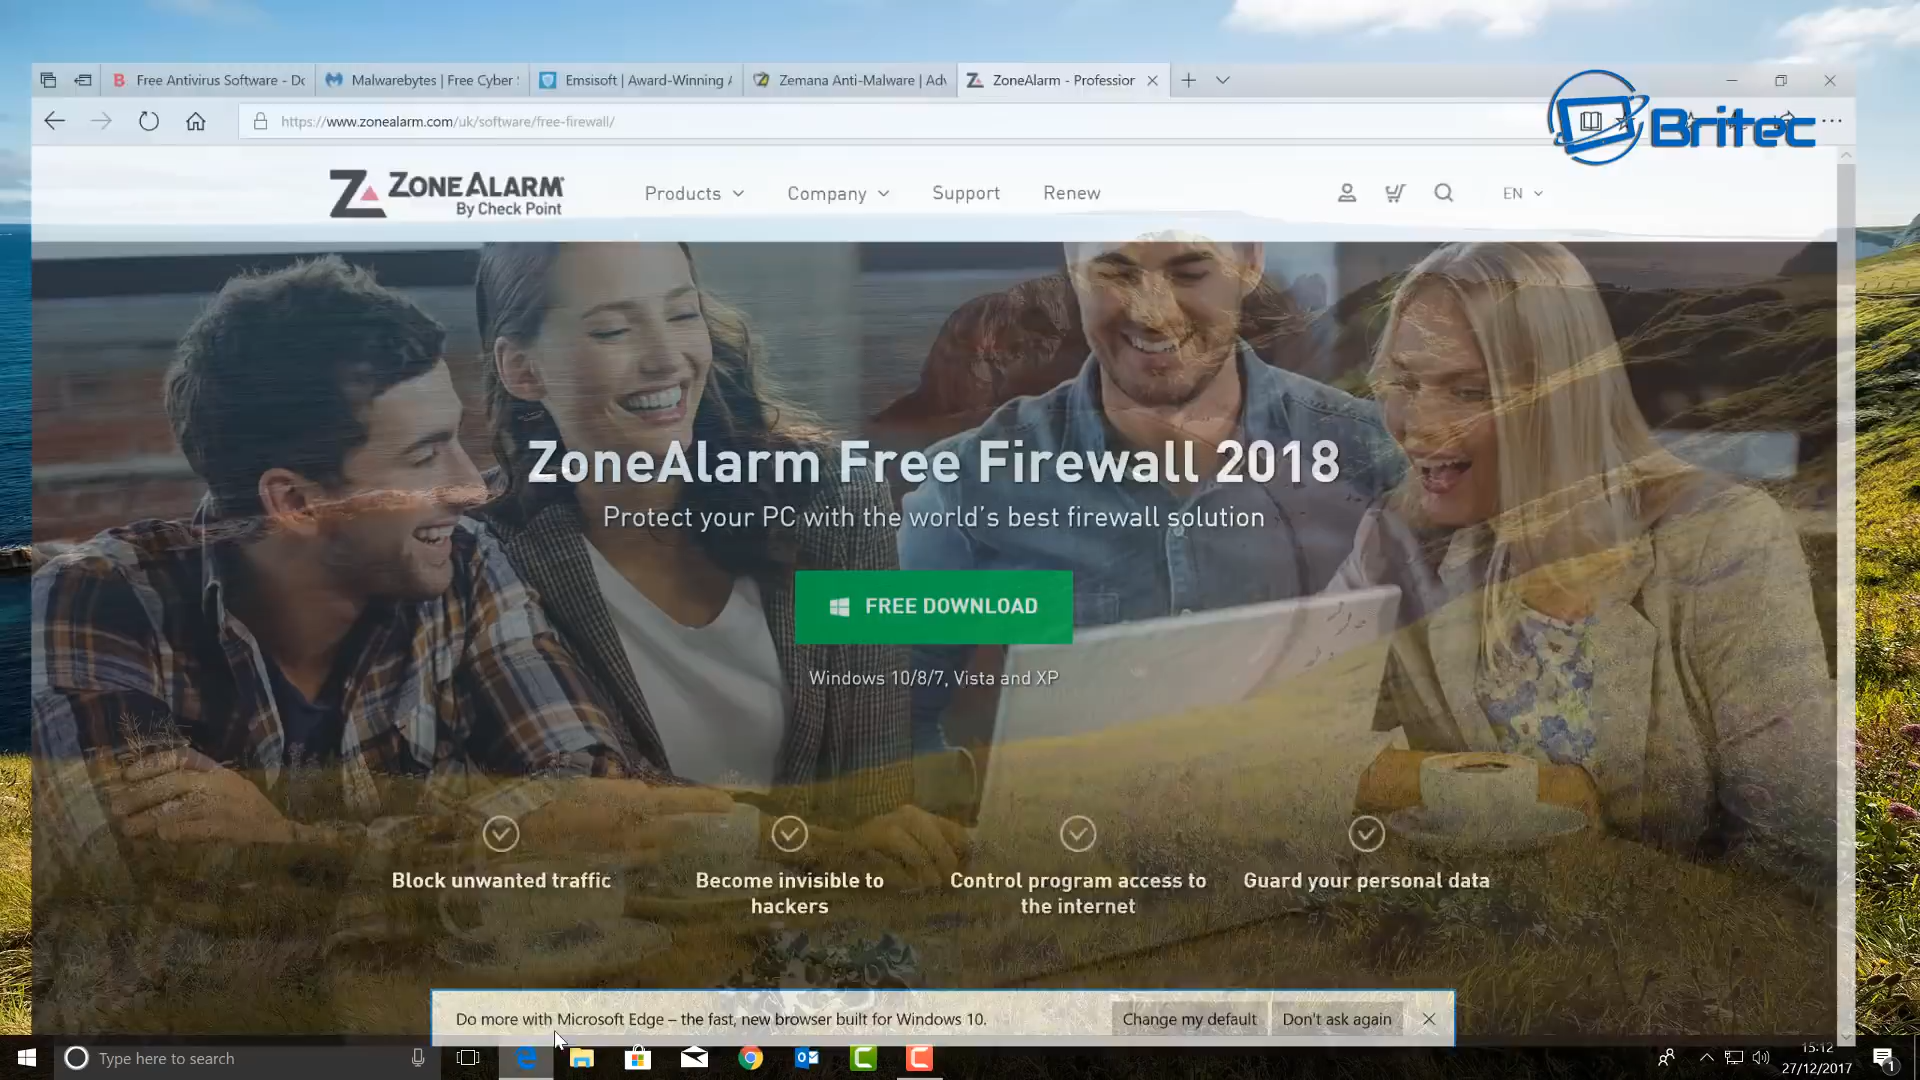 Free Antivirus Software - Do
Malwarebytes | Free Cyber
Emsisoft | Award-Winning A
Zemana Anti-Malware | Adv
ZoneAlarm - Profession
https://www.zonealarm.com/uk/software/free-firewall/
Britec
ZONEALARM
By Check Point
Products
Company
Support
Renew
EN
ZoneAlarm Free Firewall 2018
Protect your PC with the world's best firewall solution
FREE DOWNLOAD
Windows 10/8/7, Vista and XP
Block unwanted traffic
Become invisible to
hackers
Control program access to
the internet
Guard your personal data
Do more with Microsoft Edge – the fast, new browser built for Windows 10.
Change my default
Don't ask again
Type here to search
15:12
27/12/2017
1